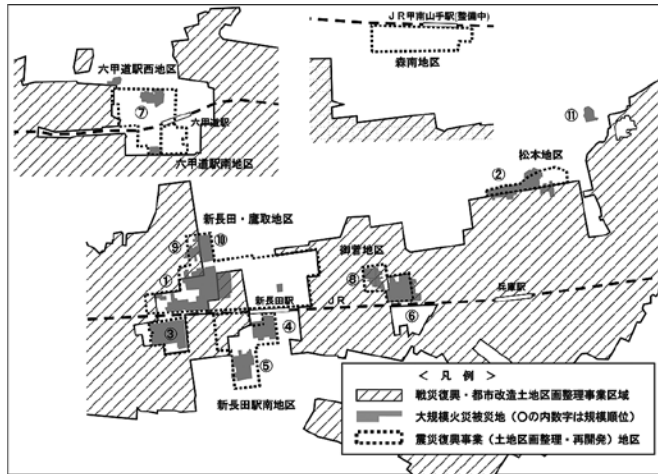 JR甲南山手駅(整備中)
森南地区
六甲道駅西地区
⑦
六甲道駅
六甲道駅南地区
⑪
松本地区
②
新長田・鷹取地区
⑨
⑩
御菅地区
①
⑧
新長田駅
JR
兵庫駅
③
④
⑥
⑤
新長田駅南地区
< 凡 例 >
戦災復興・都市改造土地区画整理事業区域
大規模火災被災地(〇の内数字は規模順位)
震災復興事業(土地区画整理・再開発)地区